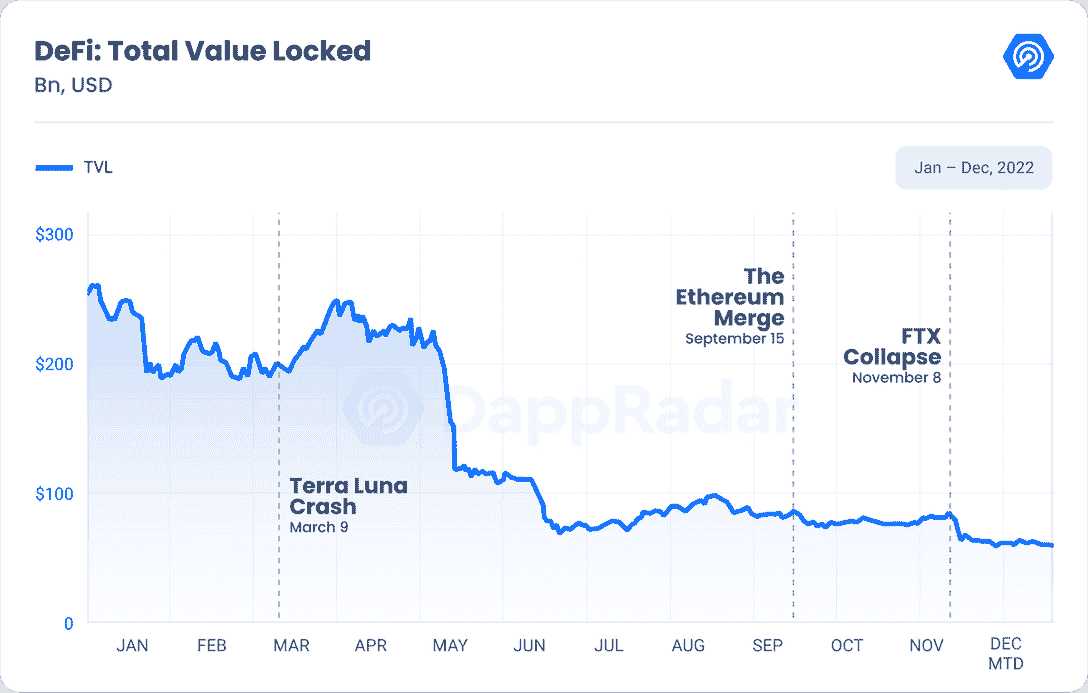 DeFi: Total Value Locked
Bn, USD
TVL
Jan – Dec, 2022
$300
$200
$100
0
The
Ethereum
Merge
September 15
FTX
Collapse
November 8
DappRadar
Terra Luna
Crash
March 9
JAN FEB MAR APR MAY JUN JUL AUG SEP OCT NOV DEC
MTD